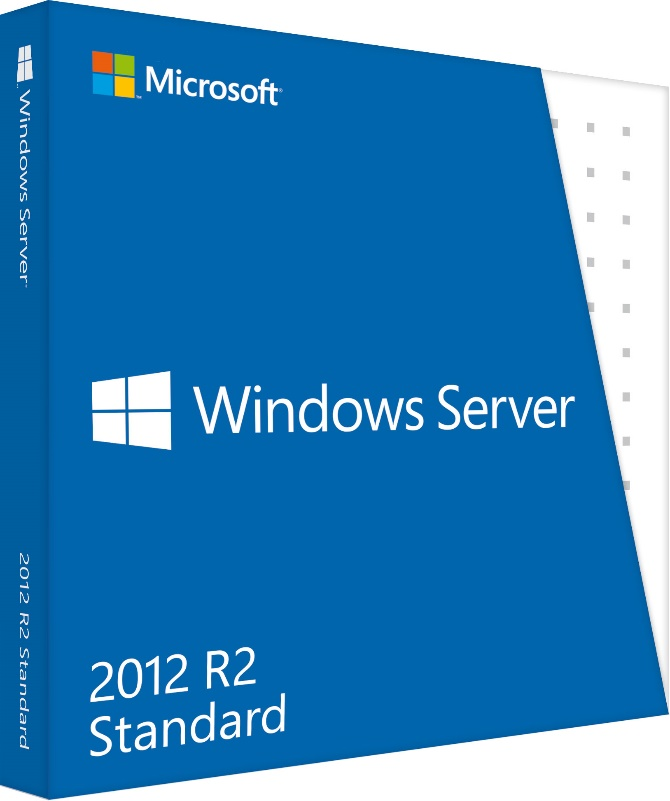 Microsoft
Windows Server
2012 R2
Standard
Windows Server
2012 R2 Standard